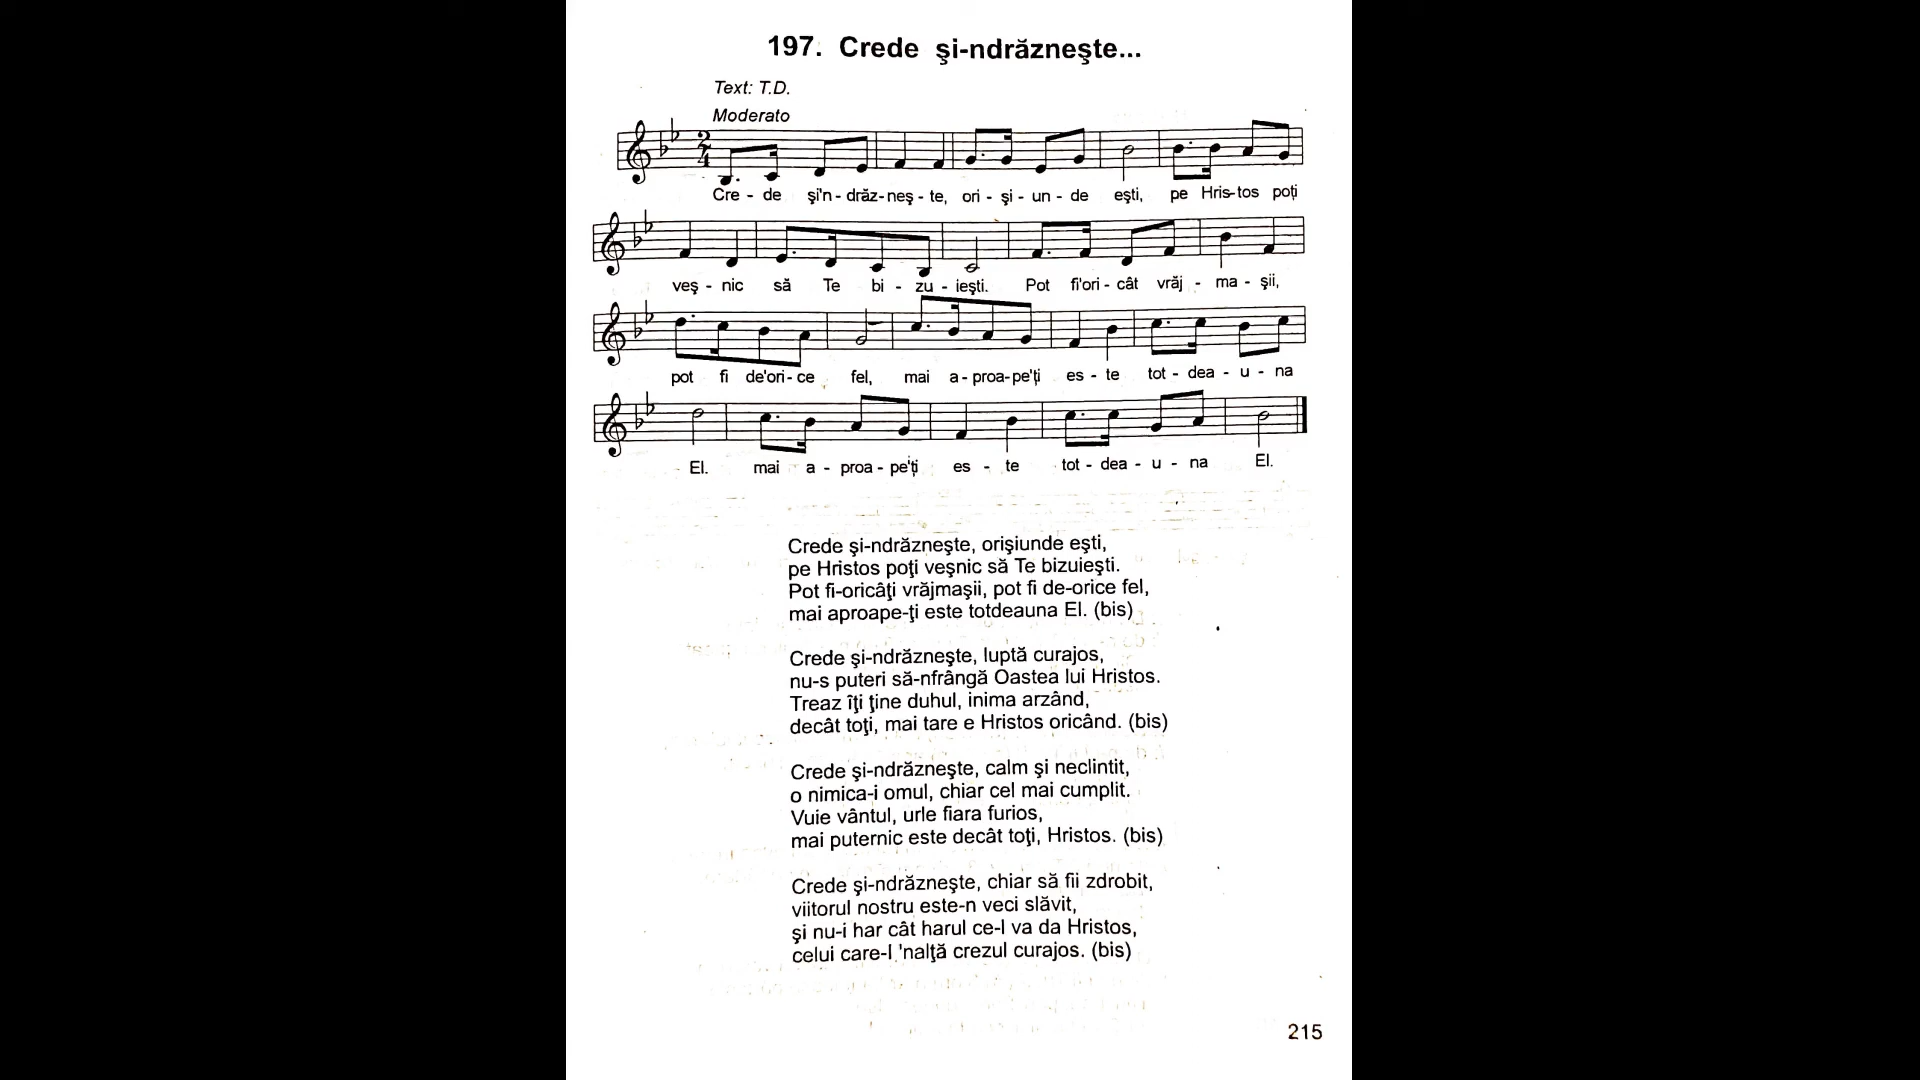 197. Crede şi-ndrăzneşte...
Text: T.D.
Moderato
2
4
Cre - de şi'n - drăz - neş - te, ori - şi - un - de eşti, pe Hris-tos poţi
veş - nic să Te bi - zu - ieşti. Pot fi'ori - cât vrăj - ma - şii,
pot fi de'ori - ce fel, mai a - proa - pe'ţi es - te tot - dea - u - na
El. mai a - proa - pe'ţi es - te tot - dea - u - na El.
Crede şi-ndrăzneşte, orişiunde eşti,
pe Hristos poţi veşnic să Te bizuieşti.
Pot fi-oricâţi vrăjmaşii, pot fi de-orice fel,
mai aproape-ţi este totdeauna El. (bis)
Crede şi-ndrăzneşte, luptă curajos,
nu-s puteri să-nfrângă Oastea lui Hristos.
Treaz îţi ţine duhul, inima arzând,
decât toţi, mai tare e Hristos oricând. (bis)
Crede şi-ndrăzneşte, calm şi neclintit,
o nimica-i omul, chiar cel mai cumplit.
Vuie vântul, urle fiara furios,
mai puternic este decât toţi, Hristos. (bis)
Crede şi-ndrăzneşte, chiar să fii zdrobit,
viitorul nostru este-n veci slăvit,
şi nu-i har cât harul ce-l va da Hristos,
celui care-l 'nalţă crezul curajos. (bis)
215